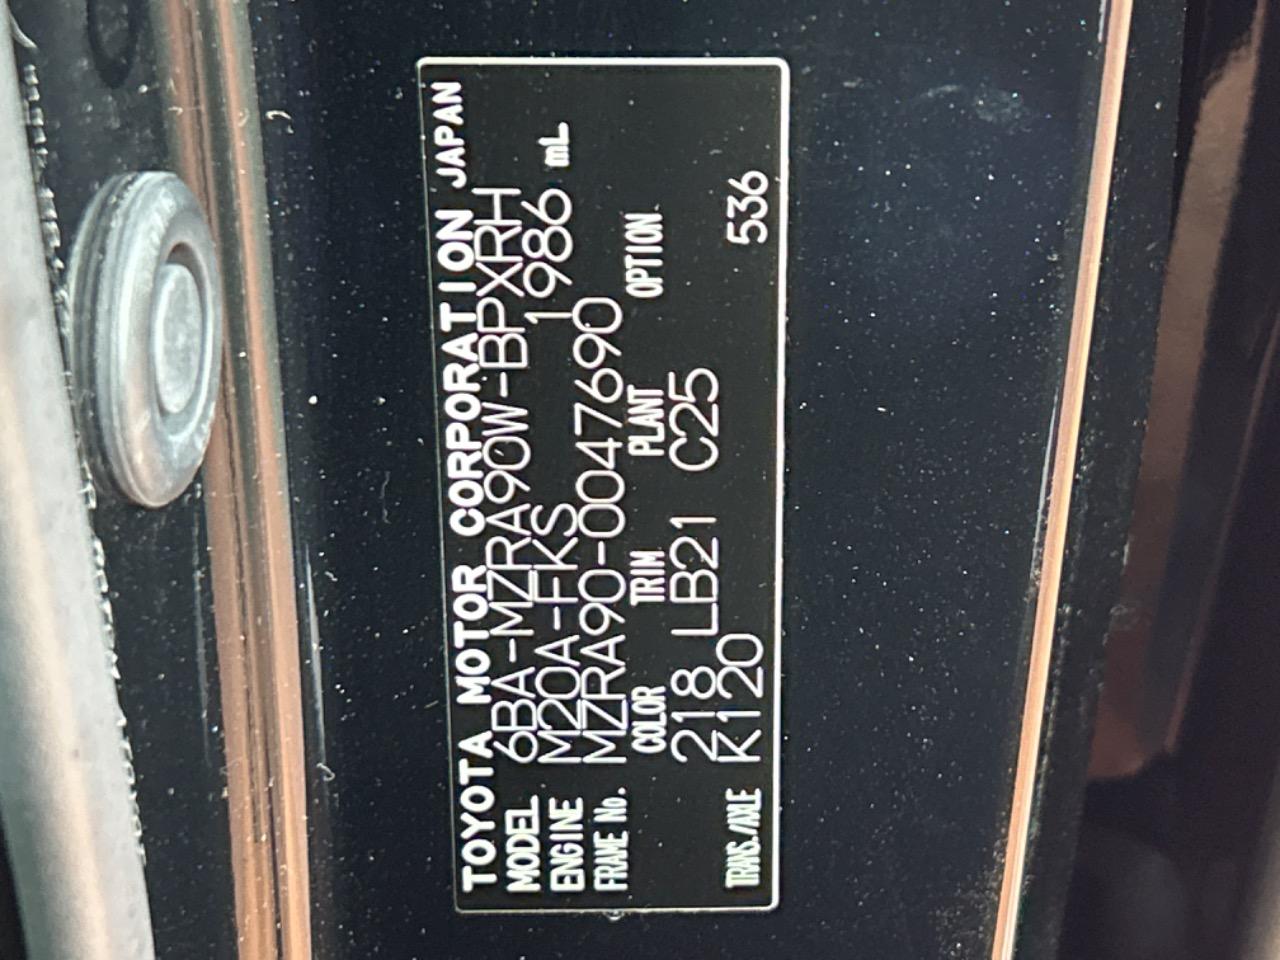 TOYOTA MOTOR CORPORATION JAPAN
MODEL 6BA-MZRA90W-BPXRH
ENGINE M20A-FKS 1986 mL
FRAME No. MZRA90-0047690
COLOR TRIM PLANT OPTION
218 LB21 C25
TRANS./AXLE K120 536